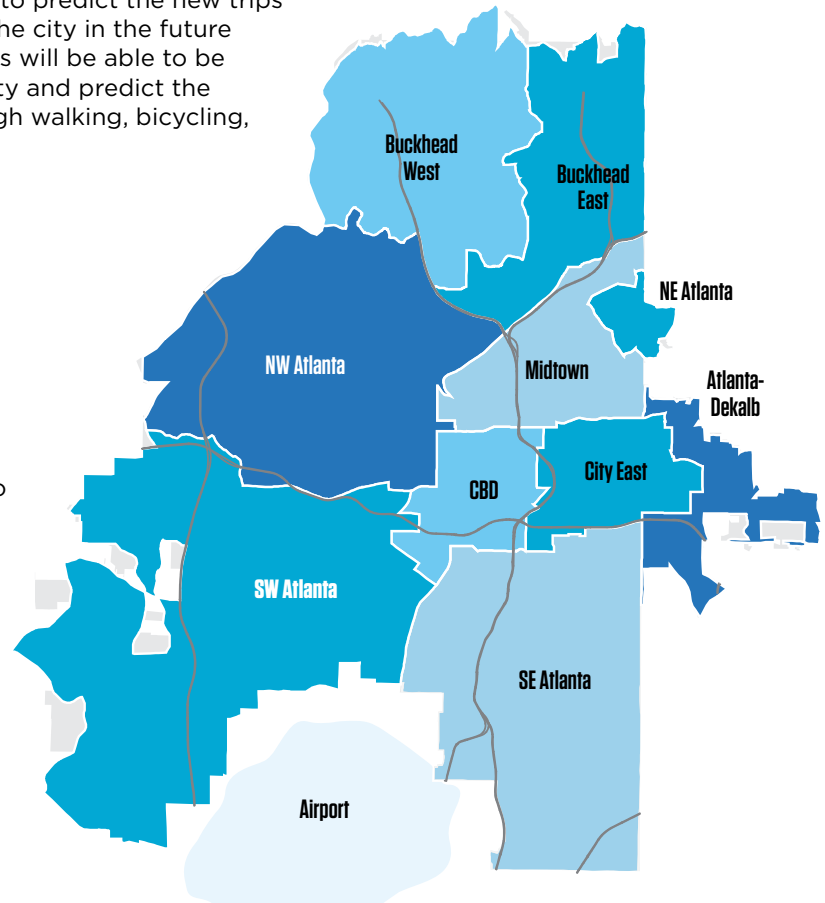 to predict the new trips
he city in the future
s will be able to be
ty and predict the
gh walking, bicycling,
Buckhead
West
Buckhead
East
NE Atlanta
NW Atlanta
Midtown
Atlanta-
Dekalb
City East
CBD
SW Atlanta
SE Atlanta
Airport